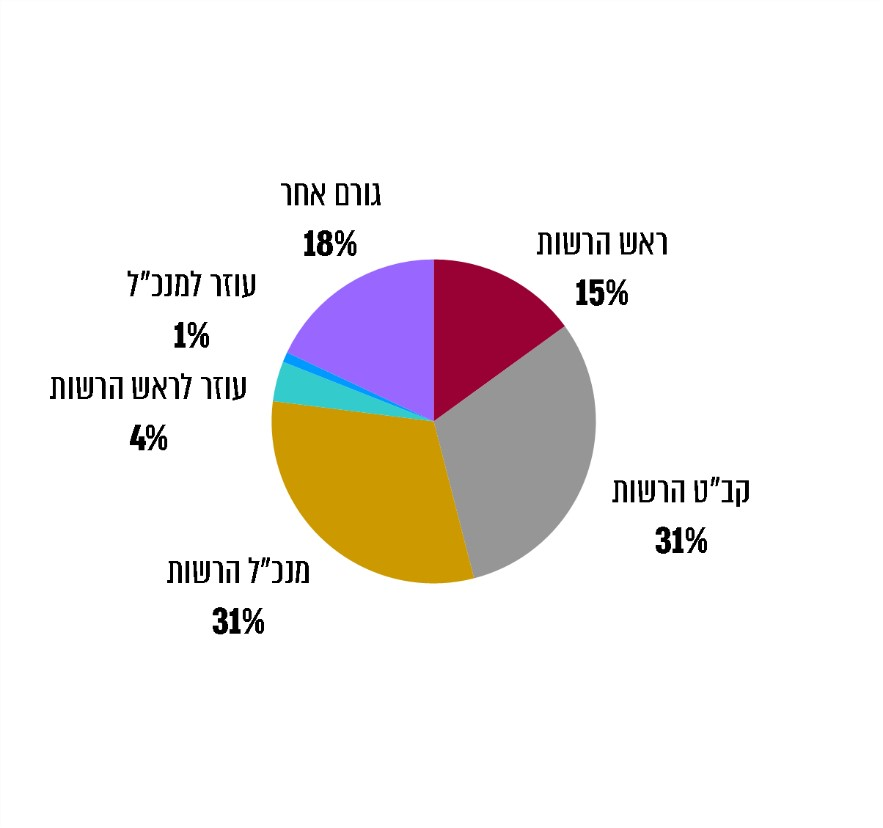 גורם אחר
18%
ראש הרשות
15%
עוזר למנכ"ל
1%
עוזר לראש הרשות
4%
קב"ט הרשות
31%
מנכ"ל הרשות
31%